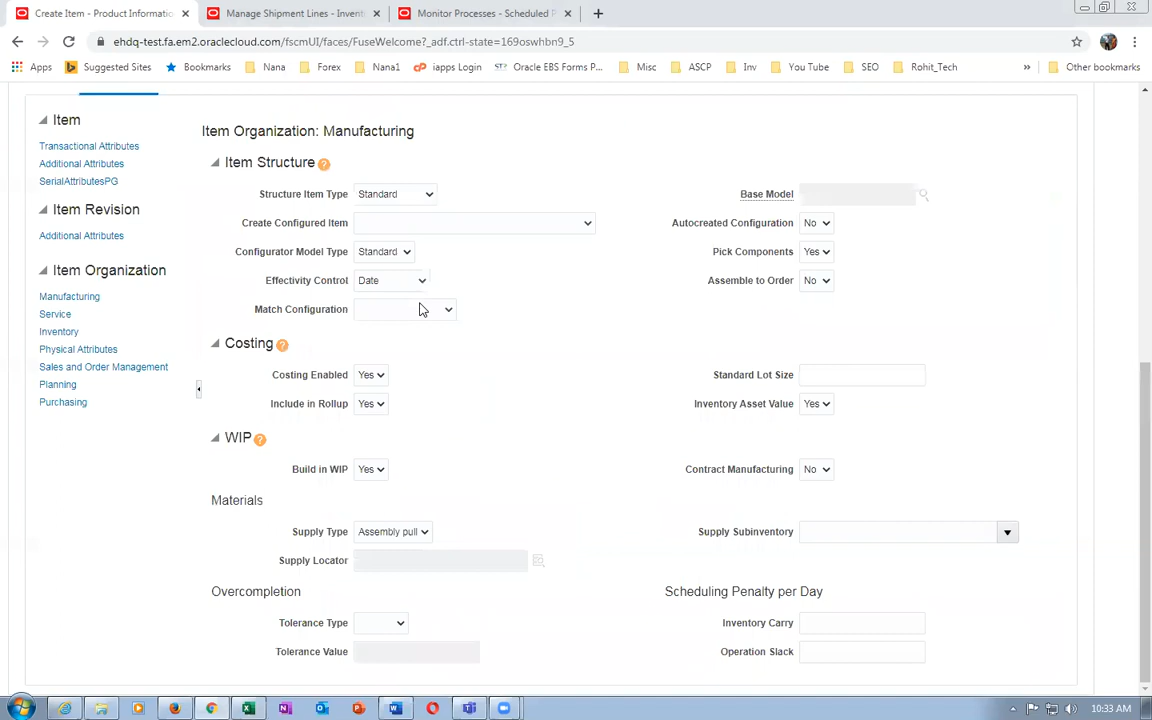 Create Item - Product Informatio
Manage Shipment Lines - Invent
Monitor Processes - Scheduled P
ehdq-test.fa.em2.oraclecloud.com/fscmUI/faces/FuseWelcome?_adf.ctrl-state=169oswhbn9_5
Apps
Suggested Sites
Bookmarks
Nana
Forex
Nana1
iapps Login
Oracle EBS Forms P...
Misc
ASCP
Inv
You Tube
SEO
Rohit_Tech
»
Other bookmarks
Item
Transactional Attributes
Additional Attributes
SerialAttributesPG
Item Revision
Additional Attributes
Item Organization
Manufacturing
Service
Inventory
Physical Attributes
Sales and Order Management
Planning
Purchasing
Item Organization: Manufacturing
Item Structure ?
Structure Item Type Standard
Base Model
Create Configured Item
Autocreated Configuration No
Configurator Model Type Standard
Pick Components Yes
Effectivity Control Date
Assemble to Order No
Match Configuration
Costing ?
Costing Enabled Yes
Standard Lot Size
Include in Rollup Yes
Inventory Asset Value Yes
WIP ?
Build in WIP Yes
Contract Manufacturing No
Materials
Supply Type Assembly pull
Supply Subinventory
Supply Locator
Overcompletion
Scheduling Penalty per Day
Tolerance Type
Inventory Carry
Tolerance Value
Operation Slack
10:33 AM